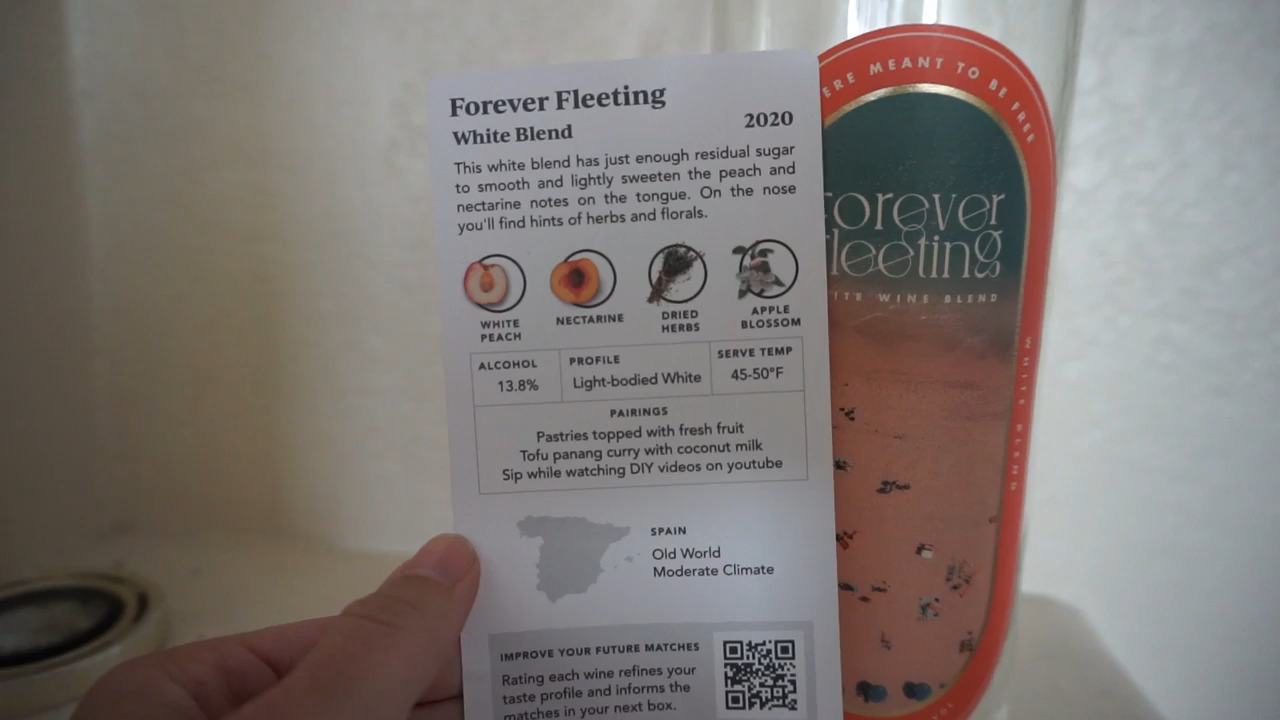 Forever Fleeting
White Blend
2020
This white blend has just enough residual sugar
to smooth and lightly sweeten the peach and
nectarine notes on the tongue. On the nose
you'll find hints of herbs and florals.
WHITE
PEACH
NECTARINE
DRIED
HERBS
APPLE
BLOSSOM
ALCOHOL
13.8%
PROFILE
Light-bodied White
SERVE TEMP
45-50°F
PAIRINGS
Pastries topped with fresh fruit
Tofu panang curry with coconut milk
Sip while watching DIY videos on youtube
SPAIN
Old World
Moderate Climate
IMPROVE YOUR FUTURE MATCHES
Rating each wine refines your
taste profile and informs the
matches in your next box.
MEANT TO BE FREE
forever
fleeting
WINE BLEND
WHITE BLEND